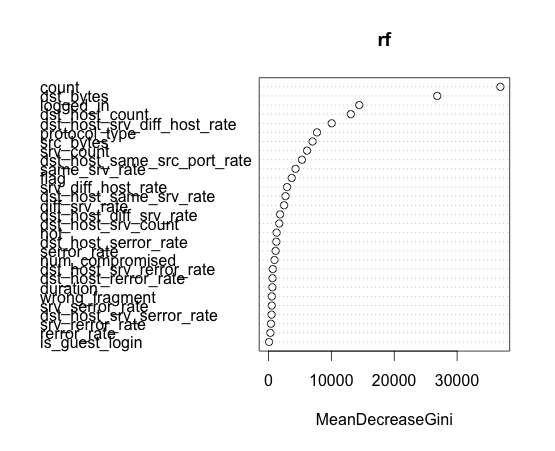 rf
count
dst_bytes
logged_in
dst_host_count
dst_host_srv_diff_host_rate
protocol_type
src_bytes
srv_count
dst_host_same_src_port_rate
same_srv_rate
flag
srv_diff_host_rate
dst_host_same_srv_rate
diff_srv_rate
dst_host_diff_srv_rate
dst_host_srv_count
hot
dst_host_serror_rate
serror_rate
num_compromised
dst_host_srv_rerror_rate
dst_host_rerror_rate
duration
wrong_fragment
srv_serror_rate
dst_host_srv_serror_rate
srv_rerror_rate
rerror_rate
is_guest_login
0 10000 20000 30000
MeanDecreaseGini